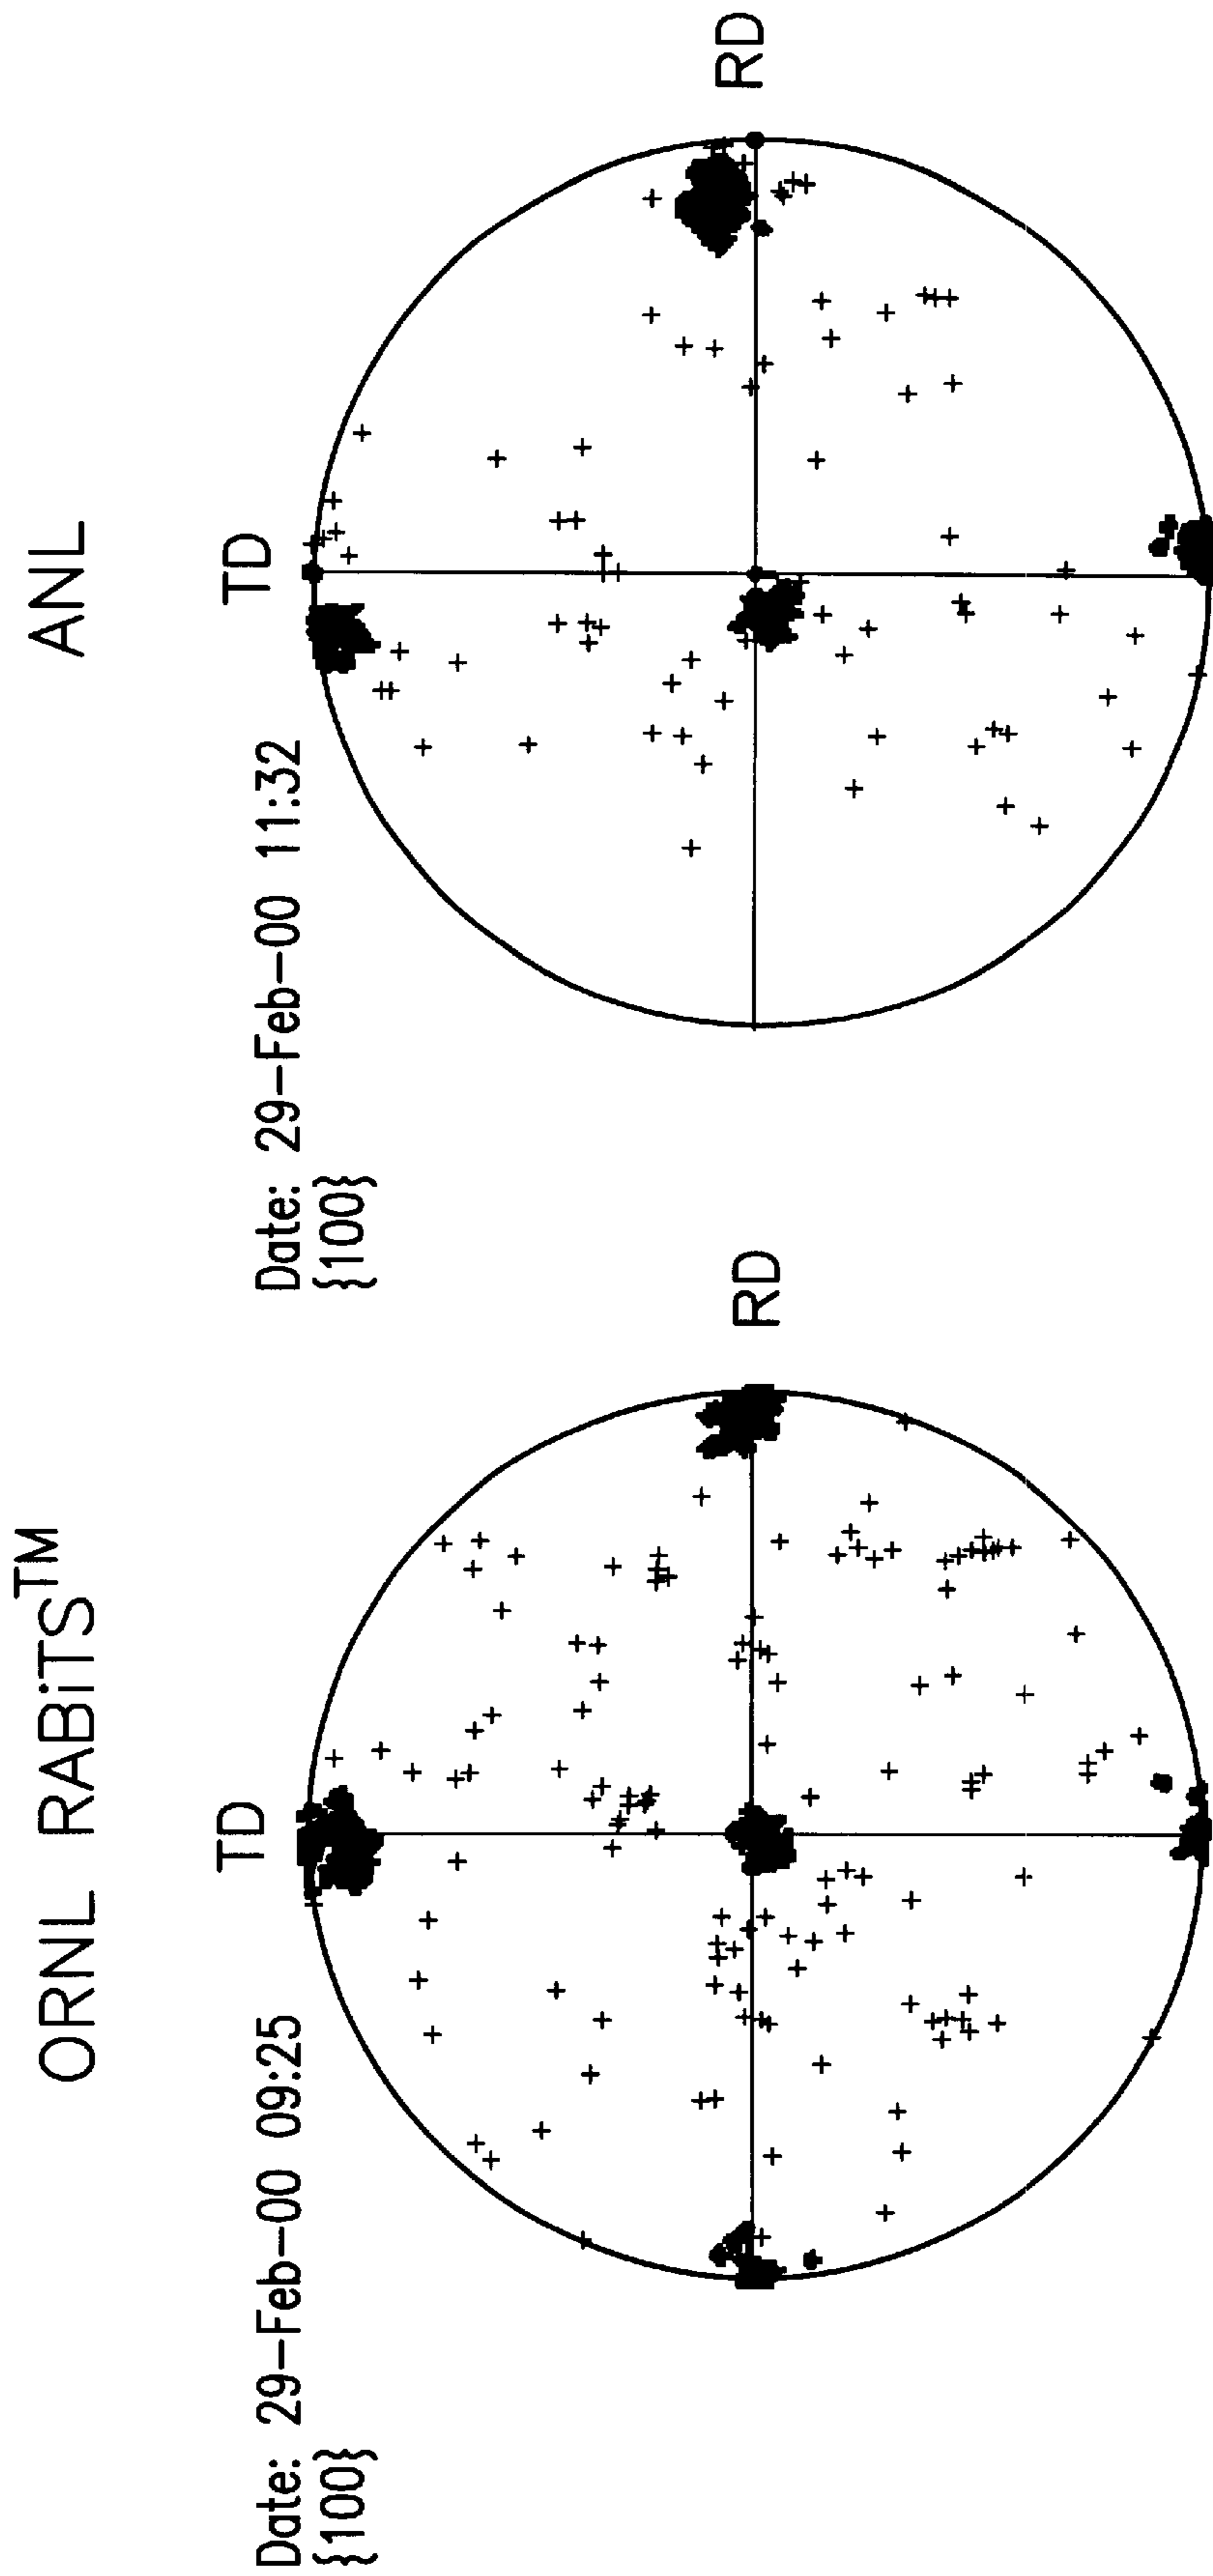 ORNL RABiTS™
Date: 29-Feb-00 09:25
{100}
TD
RD
ANL
Date: 29-Feb-00 11:32
{100}
TD
RD